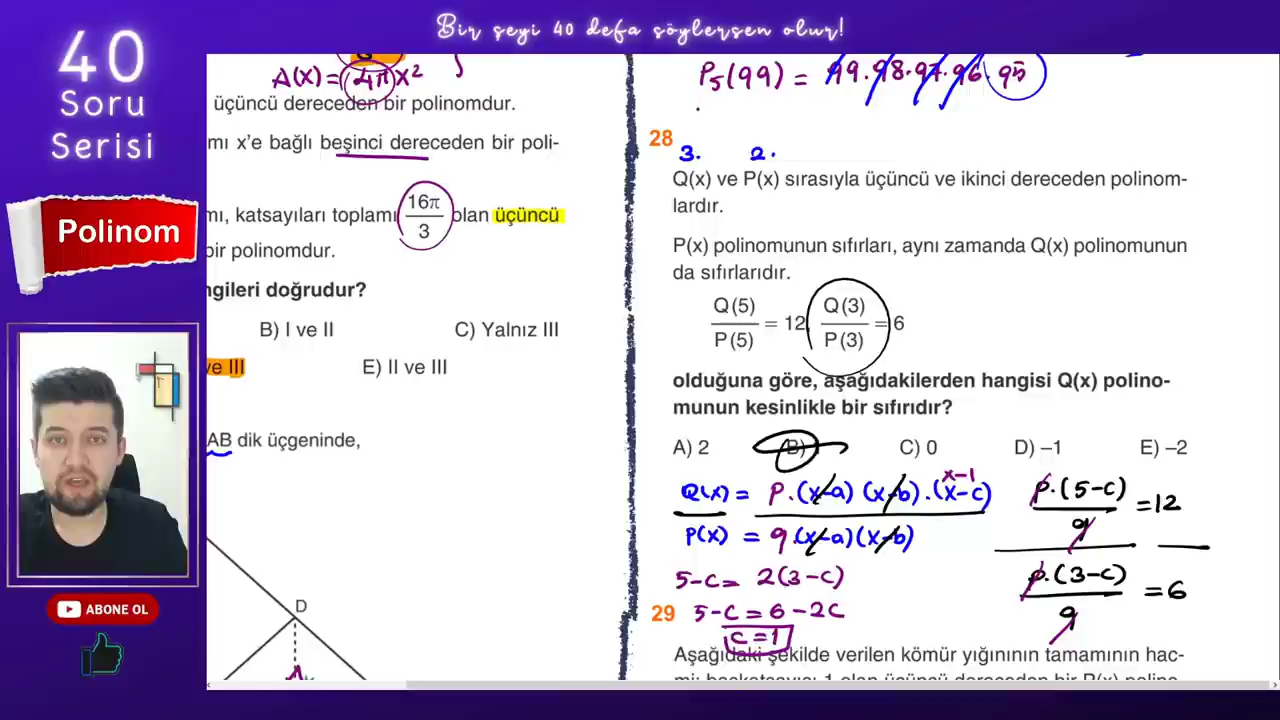 Bir şeyi 40 defa söylersen olur!
40
Soru
Serisi
Polinom
ABONE OL
A(x) = 4π x²
üçüncü dereceden bir polinomdur.
mı x'e bağlı beşinci dereceden bir poli-
mı, katsayıları toplamı 16π/3 olan üçüncü
bir polinomdur.
ngileri doğrudur?
B) I ve II C) Yalnız III
ve III E) II ve III
AB dik üçgeninde,
D
P₅(99) = 99.98.97.96.95
28
3. 2.
Q(x) ve P(x) sırasıyla üçüncü ve ikinci dereceden polinom-
lardır.
P(x) polinomunun sıfırları, aynı zamanda Q(x) polinomunun
da sıfırlarıdır.
Q(5)/P(5) = 12, Q(3)/P(3) = 6
olduğuna göre, aşağıdakilerden hangisi Q(x) polino-
munun kesinlikle bir sıfırıdır?
A) 2 B) C) 0 D) –1 E) –2
x-1
Q(x) = p.(x-a)(x-b).(x-c)
P(x) = q.(x-a)(x-b)
5-c = 2(3-c)
5-c = 6-2c
c=1
p.(5-c)/q = 12
p.(3-c)/q = 6
29
Aşağıdaki şekilde verilen kömür yığınının tamamının hac-